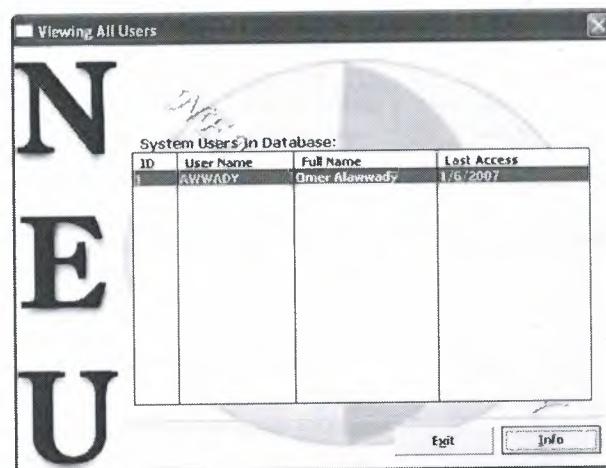 Viewing All Users
N
E
U
System Users in Database:
ID User Name Full Name Last Access
1 AWWADY Omer Alawwady 1/6/2007
Exit Info